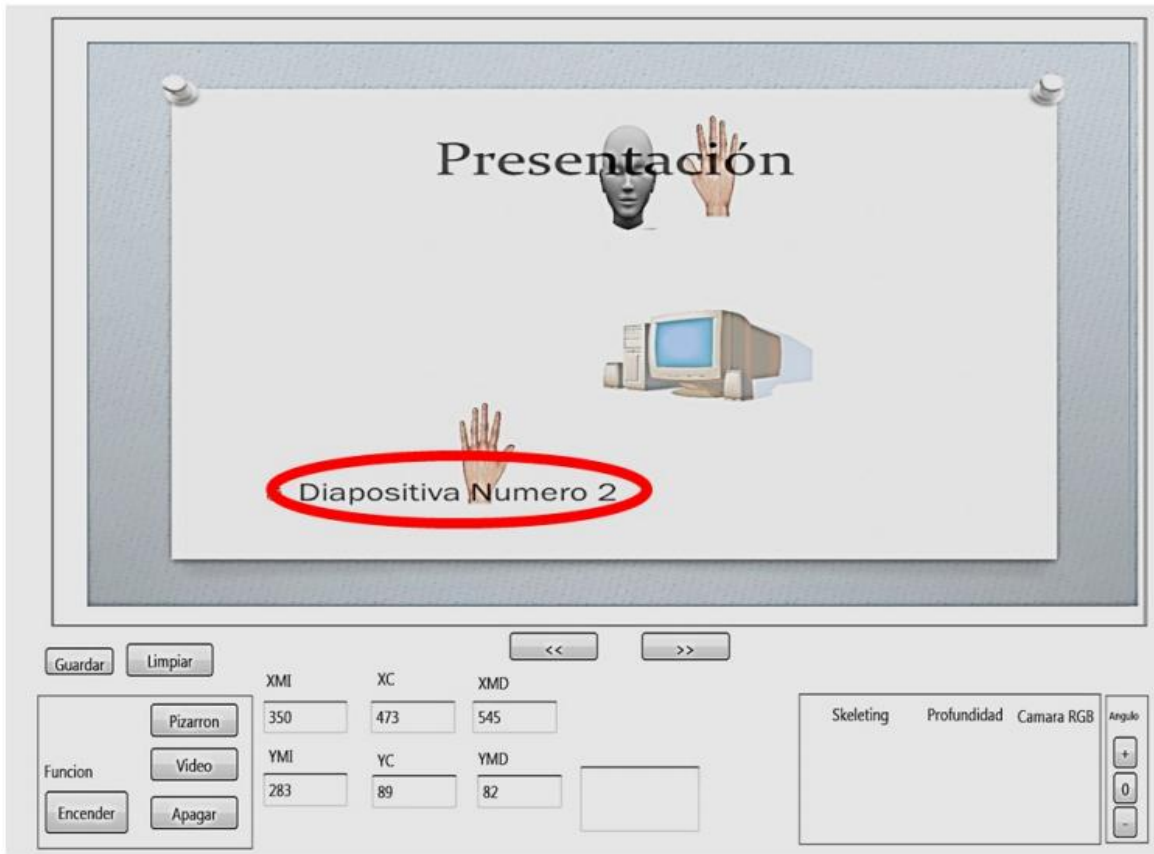 Presentación
Diapositiva Numero 2
<< >>
Guardar Limpiar
XMI XC XMD
Pizarron 350 473 545 Skeleting Profundidad Camara RGB Angulo
YMI YC YMD +
Funcion Video 283 89 82 0
Encender Apagar -